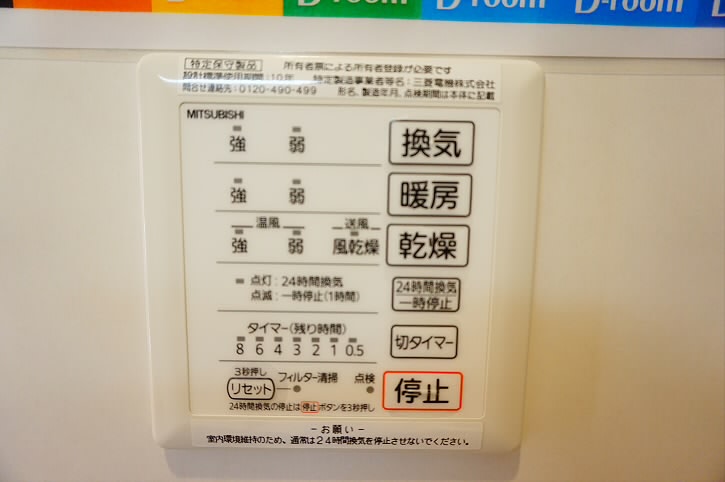 D-room D-room D-room
特定保守製品 所有者票による所有者登録が必要です
設計標準使用期間:10年 特定製造事業者等名:三菱電機株式会社
問合せ連絡先:0120-490-499 形名、製造年月、点検期間は本体に記載
MITSUBISHI
強 弱 換気
強 弱 暖房
温風 送風
強 弱 風乾燥 乾燥
点灯:24時間換気
点滅:一時停止(1時間)
24時間換気
一時停止
タイマー(残り時間)
8 6 4 3 2 1 0.5
切タイマー
3秒押し
リセット フィルター清掃 点検 停止
24時間換気の停止は停止ボタンを3秒押し
-お願い-
室内環境維持のため、通常は24時間換気を停止させないでください。